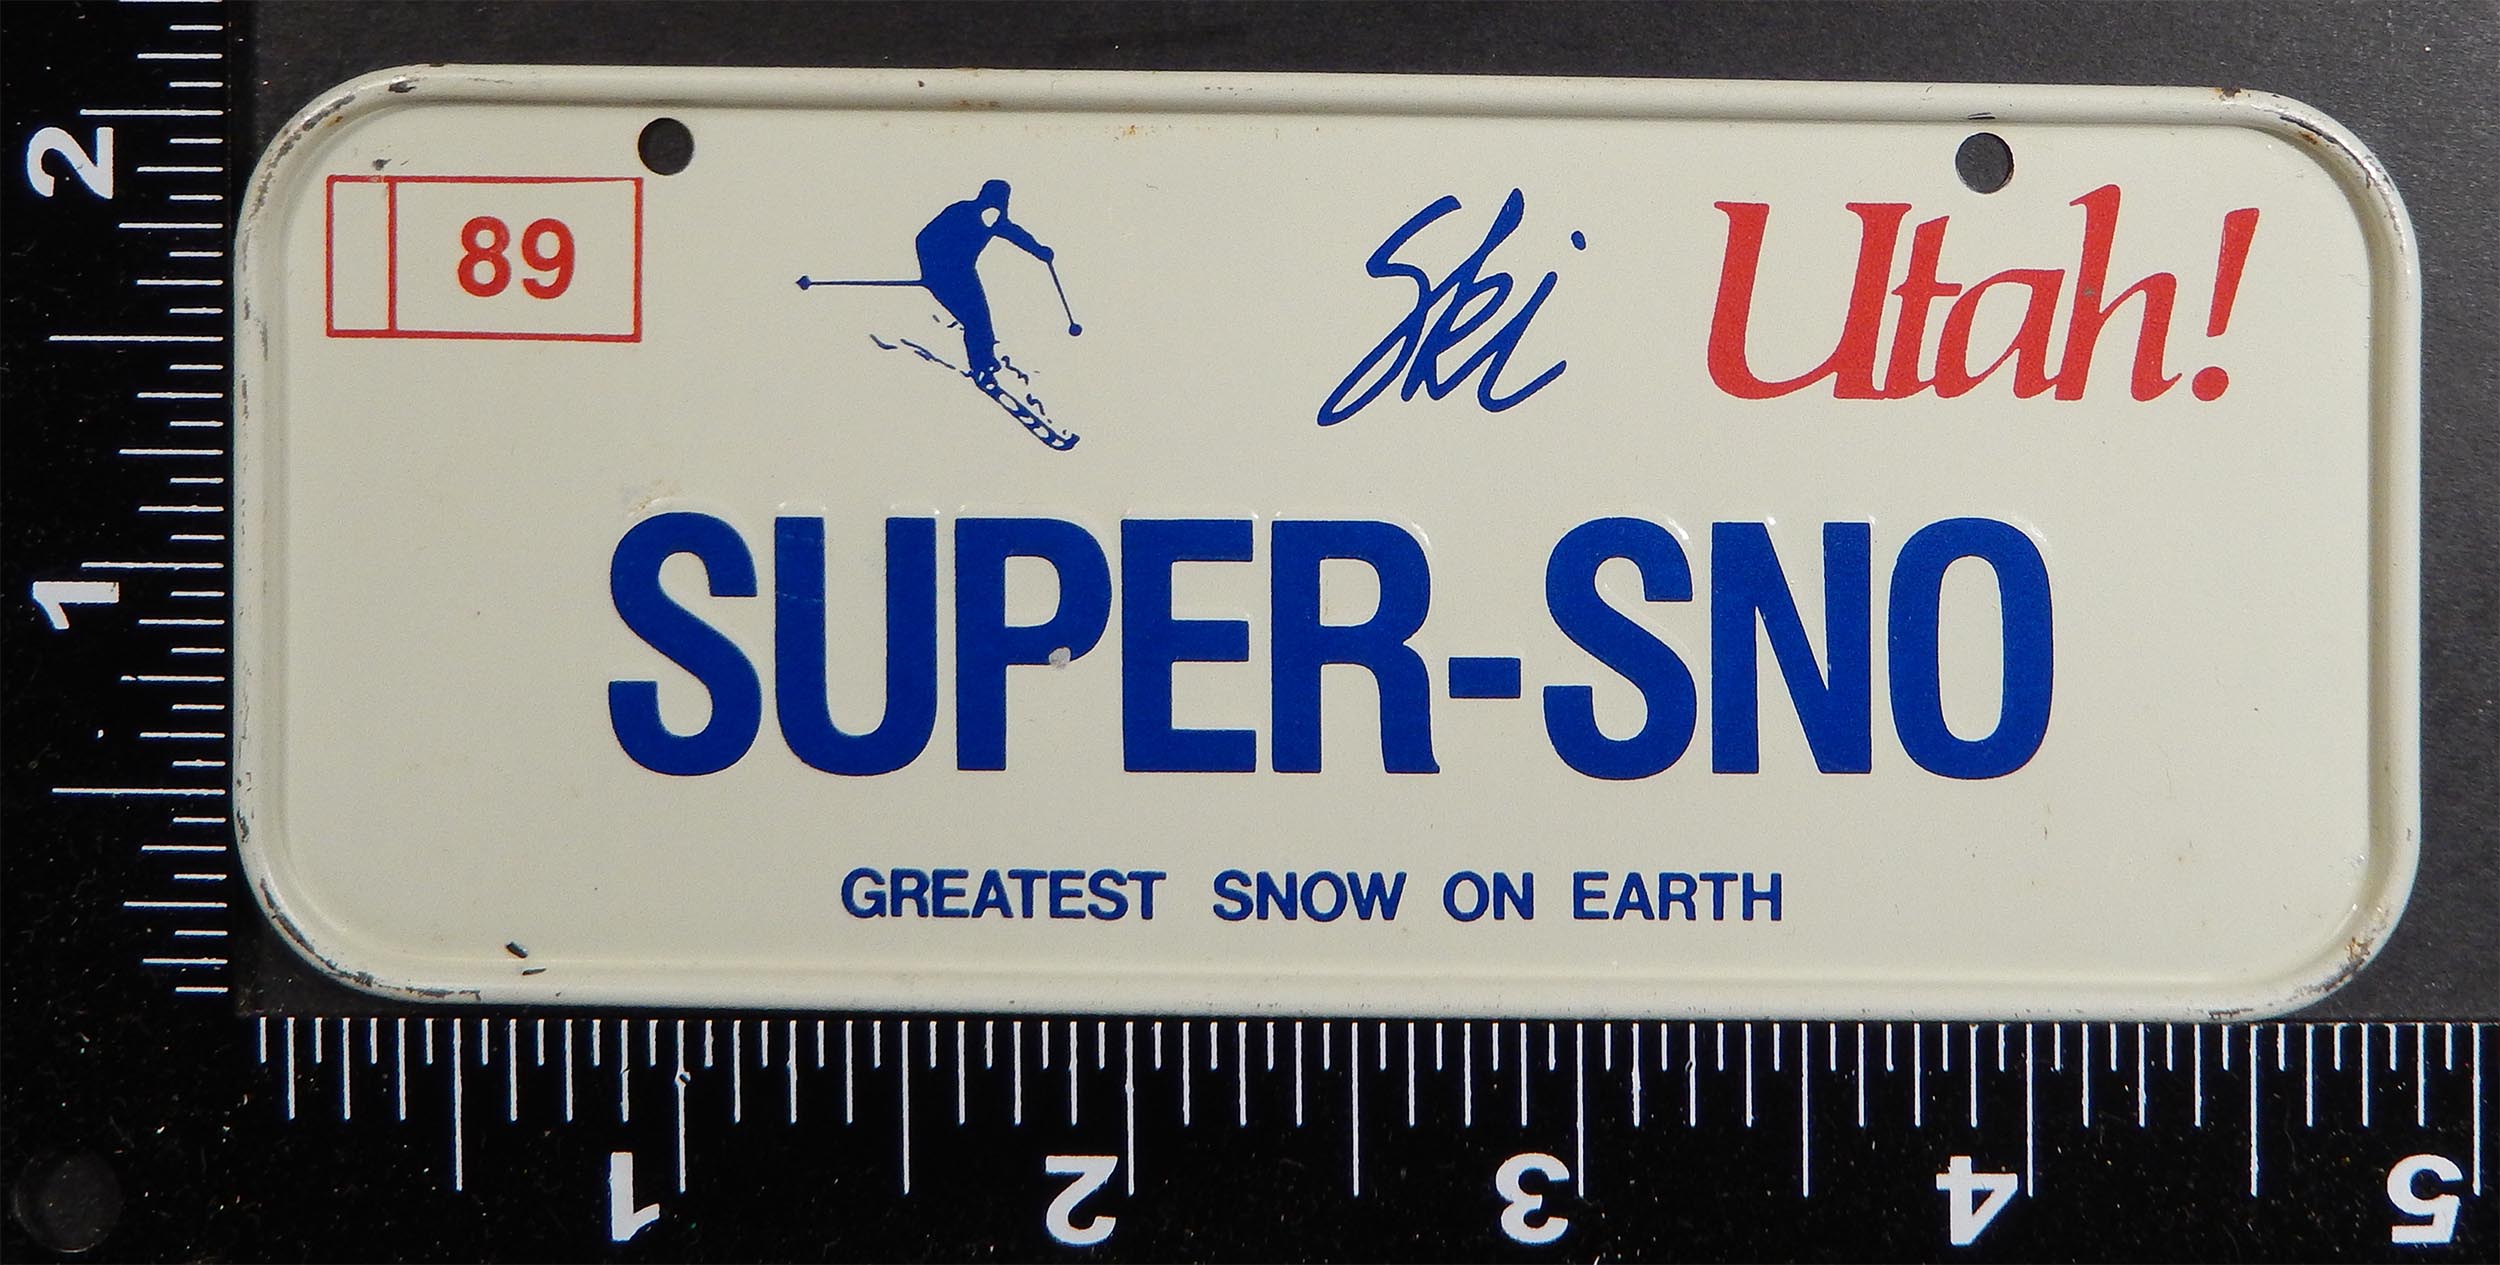 89
Ski Utah!
SUPER-SNO
GREATEST SNOW ON EARTH
2
1
1 2 3 4 5